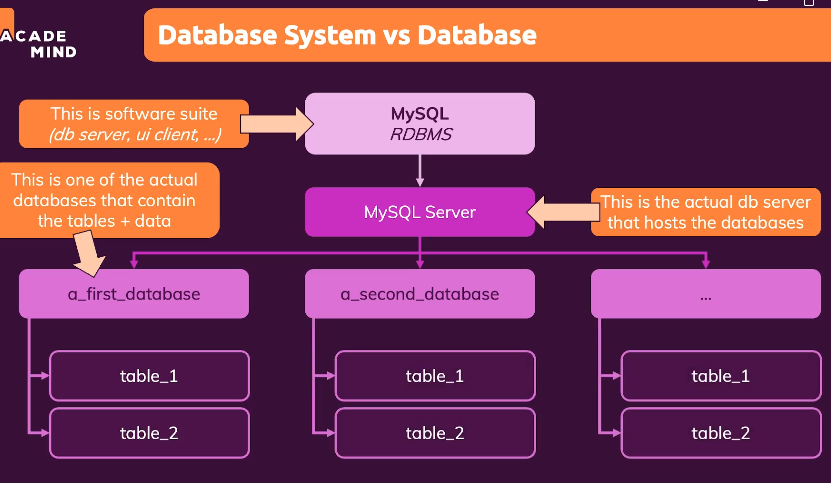 ACADE
MIND
Database System vs Database
This is software suite
(db server, ui client, ...)
MySQL
RDBMS
This is one of the actual
databases that contain
the tables + data
MySQL Server
This is the actual db server
that hosts the databases
a_first_database
a_second_database
...
table_1
table_1
table_1
table_2
table_2
table_2